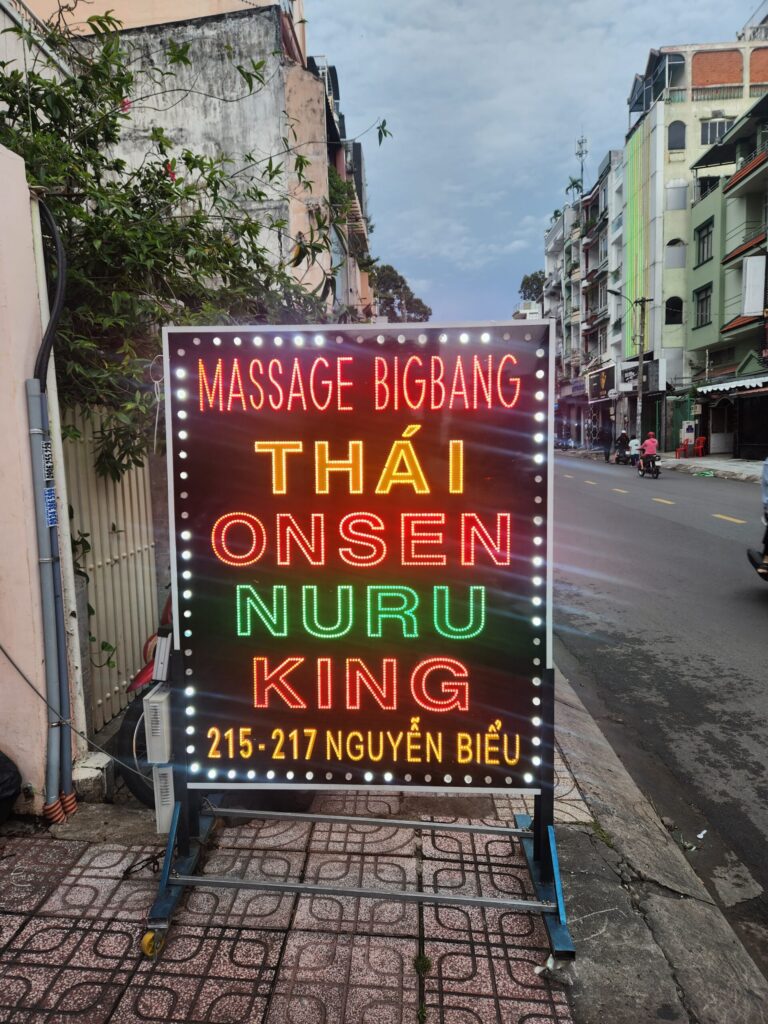 MASSAGE BIGBANG
THÁI
ONSEN
NURU
KING
215-217 NGUYỄN BIỂU